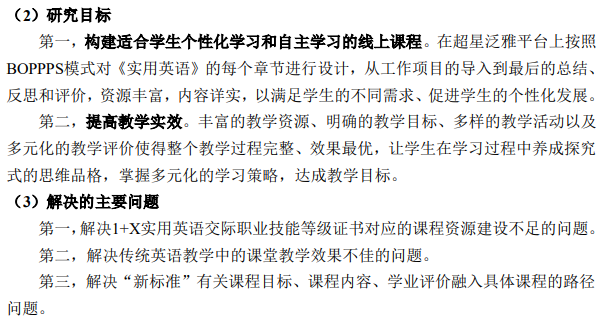 （2）研究目标
第一，构建适合学生个性化学习和自主学习的线上课程。在超星泛雅平台上按照
BOPPPS模式对《实用英语》的每个章节进行设计，从工作项目的导入到最后的总结、
反思和评价，资源丰富，内容详实，以满足学生的不同需求、促进学生的个性化发展。
第二，提高教学实效。丰富的教学资源、明确的教学目标、多样的教学活动以及
多元化的教学评价使得整个教学过程完整、效果最优，让学生在学习过程中养成探究
式的思维品格，掌握多元化的学习策略，达成教学目标。
（3）解决的主要问题
第一，解决1+X实用英语交际职业技能等级证书对应的课程资源建设不足的问题。
第二，解决传统英语教学中的课堂教学效果不佳的问题。
第三，解决“新标准”有关课程目标、课程内容、学业评价融入具体课程的路径
问题。